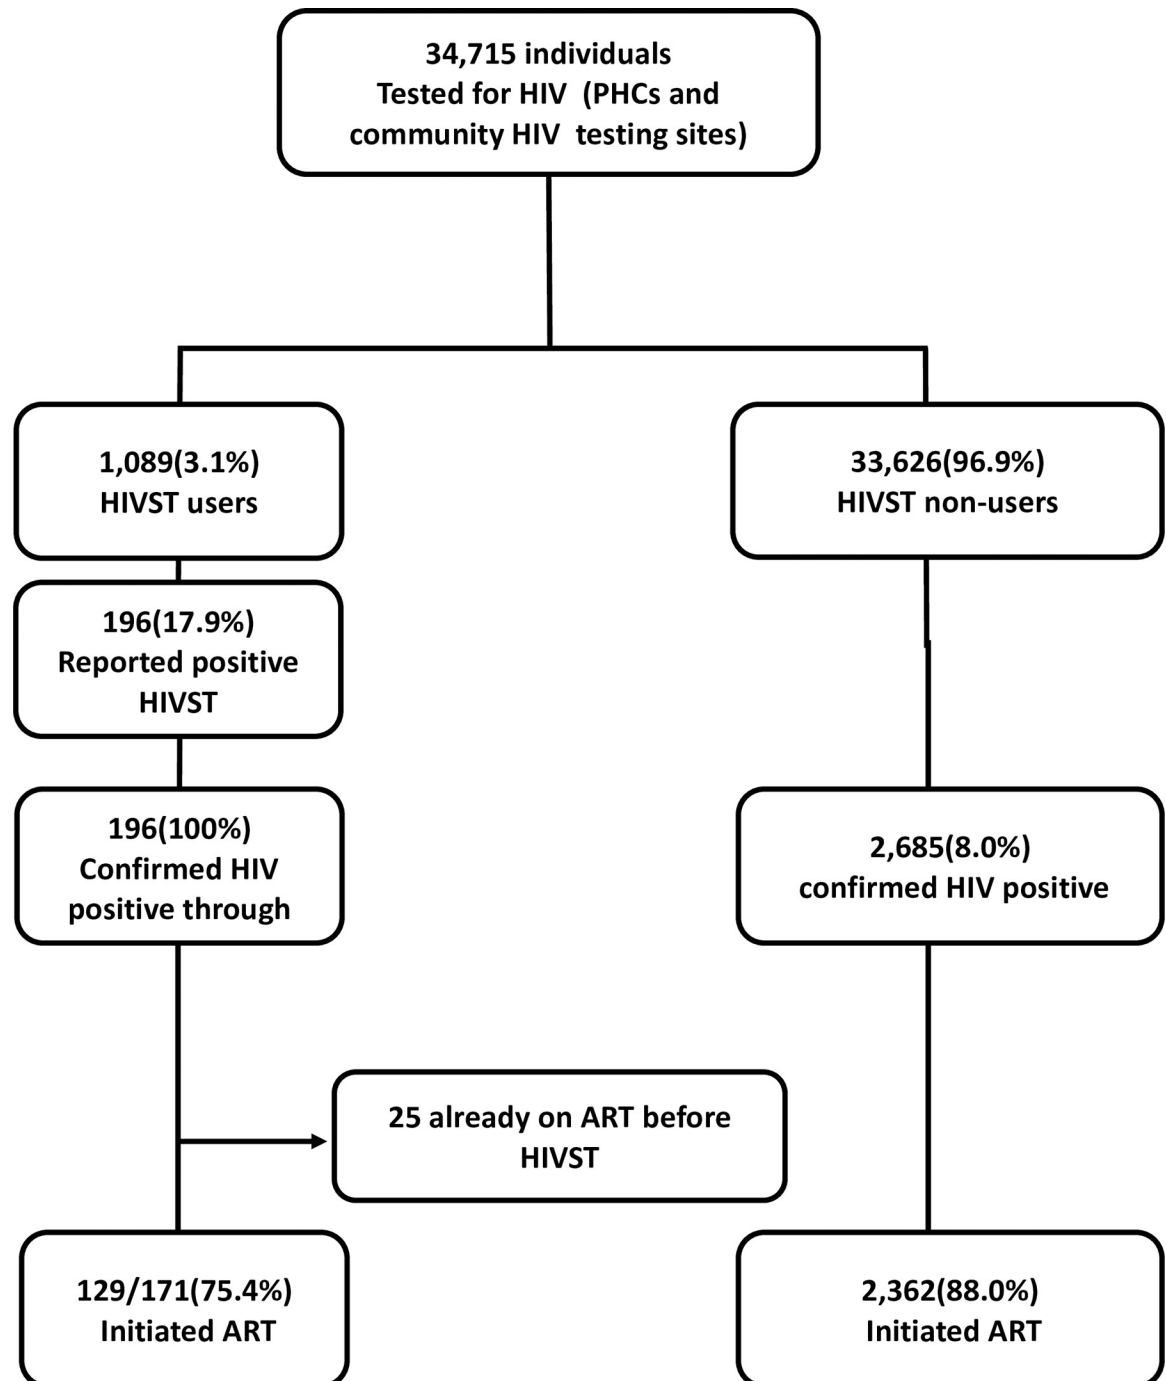 34,715 individuals
Tested for HIV (PHCs and
community HIV testing sites)
1,089(3.1%)
HIVST users
33,626(96.9%)
HIVST non-users
196(17.9%)
Reported positive
HIVST
196(100%)
Confirmed HIV
positive through
2,685(8.0%)
confirmed HIV positive
25 already on ART before
HIVST
129/171(75.4%)
Initiated ART
2,362(88.0%)
Initiated ART